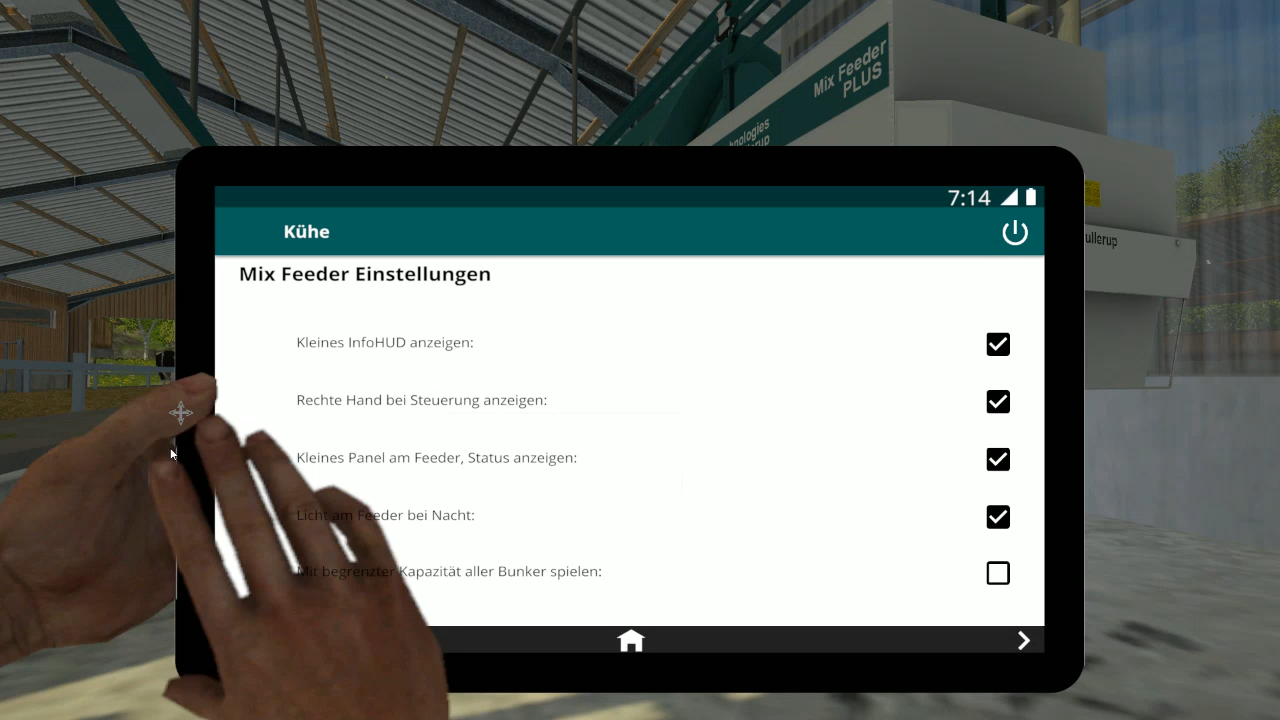 Mix Feeder
PLUS
7:14
Kühe
Mix Feeder Einstellungen
Kleines InfoHUD anzeigen:
Rechte Hand bei Steuerung anzeigen:
Kleines Panel am Feeder, Status anzeigen:
Licht am Feeder bei Nacht:
Mit begrenzter Kapazität aller Bunker spielen: